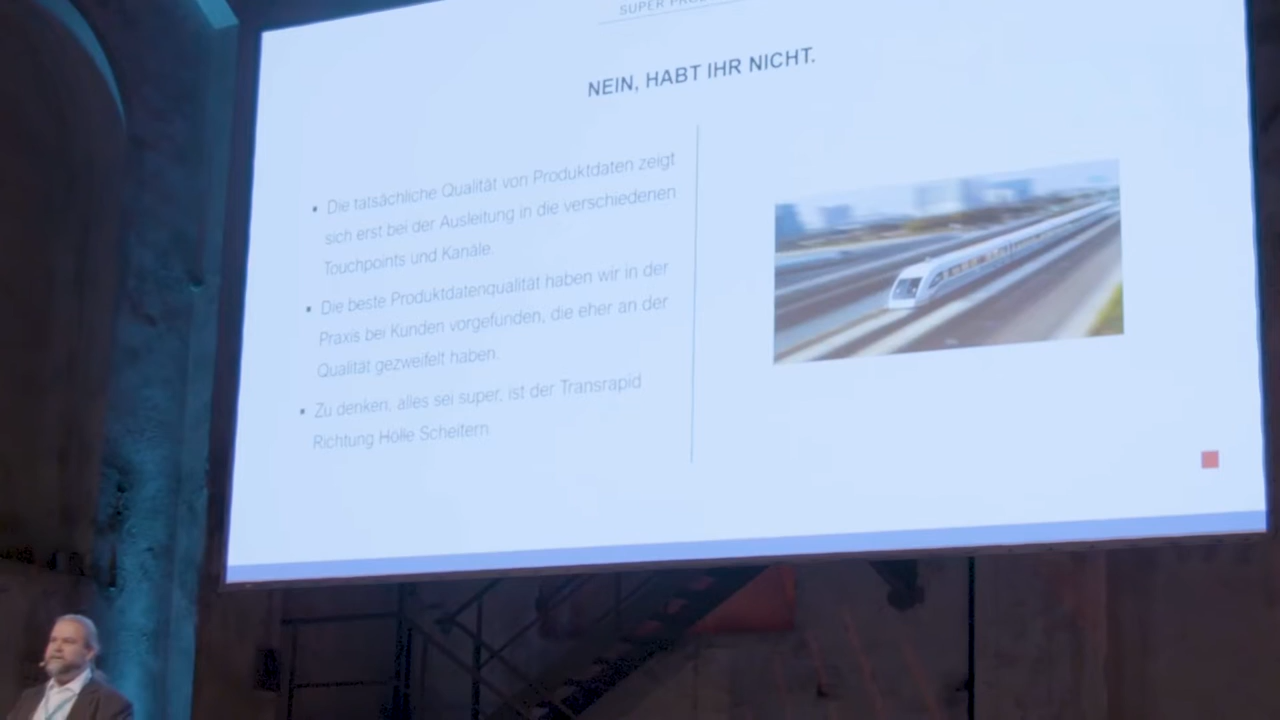 SUPER
NEIN, HABT IHR NICHT.
▪ Die tatsächliche Qualität von Produktdaten zeigt
sich erst bei der Ausleitung in die verschiedenen
Touchpoints und Kanäle.
▪ Die beste Produktdatenqualität haben wir in der
Praxis bei Kunden vorgefunden, die eher an der
Qualität gezweifelt haben.
▪ Zu denken, alles sei super, ist der Transrapid
Richtung Hölle Scheitern.